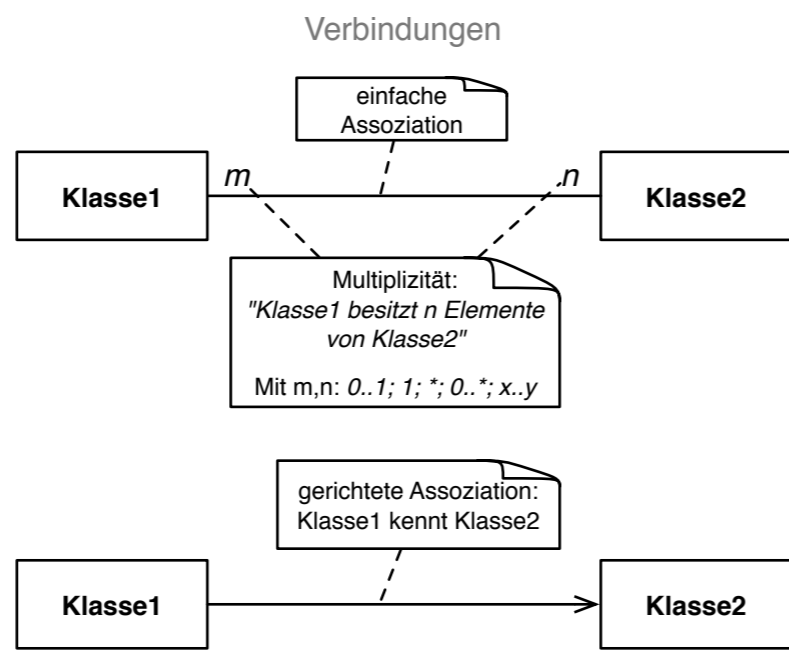 Verbindungen
einfache
Assoziation
Klasse1
m
n
Klasse2
Multiplizität:
"Klasse1 besitzt n Elemente
von Klasse2"
Mit m,n: 0..1; 1; *; 0..*; x..y
gerichtete Assoziation:
Klasse1 kennt Klasse2
Klasse1
Klasse2